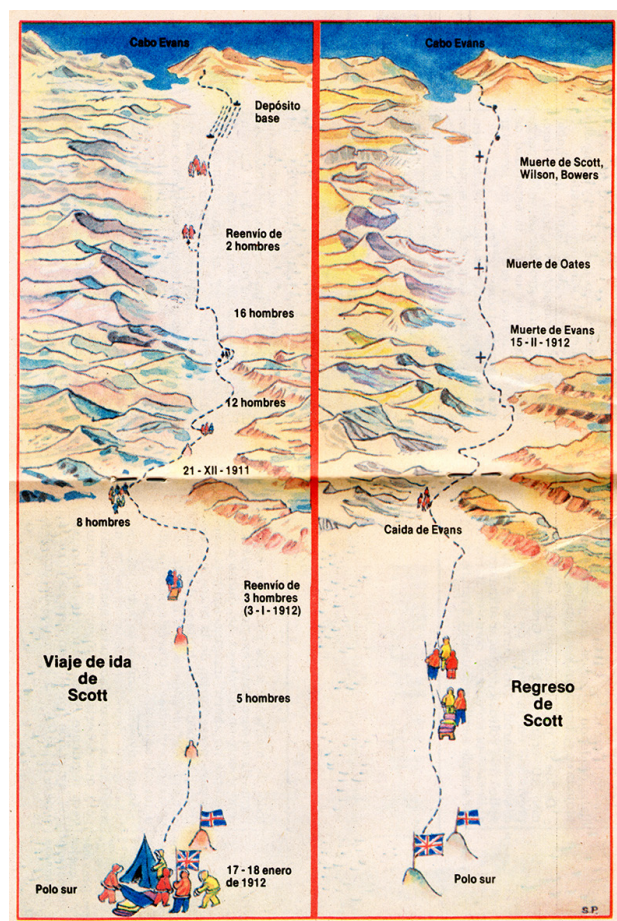 Cabo Evans
Depósito
base
Reenvío de
2 hombres
16 hombres
12 hombres
21 - XII - 1911
8 hombres
Reenvío de
3 hombres
(3 - I - 1912)
Viaje de ida
de
Scott
5 hombres
17 - 18 enero
de 1912
Polo sur
Cabo Evans
Muerte de Scott,
Wilson, Bowers
Muerte de Oates
Muerte de Evans
15 - II - 1912
Caida de Evans
Regreso
de
Scott
Polo sur
S.P.